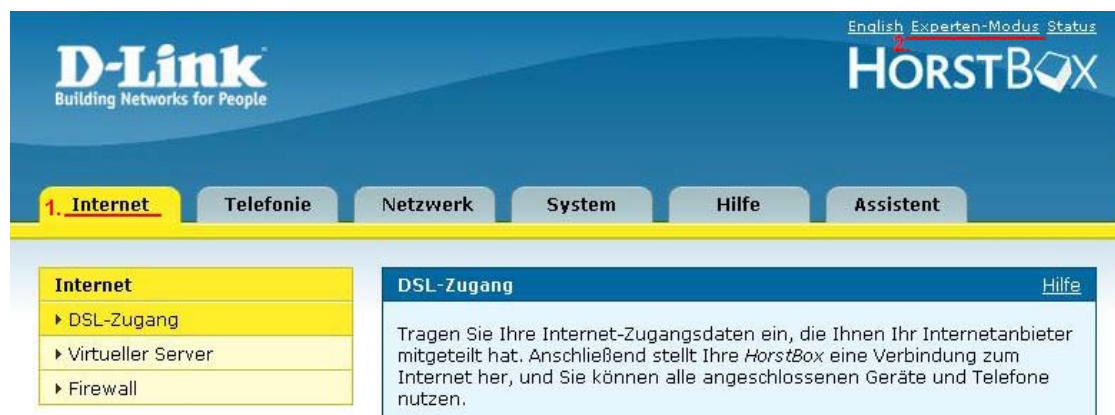 English Experten-Modus Status
2.
D-Link
Building Networks for People
HORSTBOX
1. Internet Telefonie Netzwerk System Hilfe Assistent
Internet
DSL-Zugang
Virtueller Server
Firewall
DSL-Zugang Hilfe
Tragen Sie Ihre Internet-Zugangsdaten ein, die Ihnen Ihr Internetanbieter
mitgeteilt hat. Anschließend stellt Ihre HorstBox eine Verbindung zum
Internet her, und Sie können alle angeschlossenen Geräte und Telefone
nutzen.